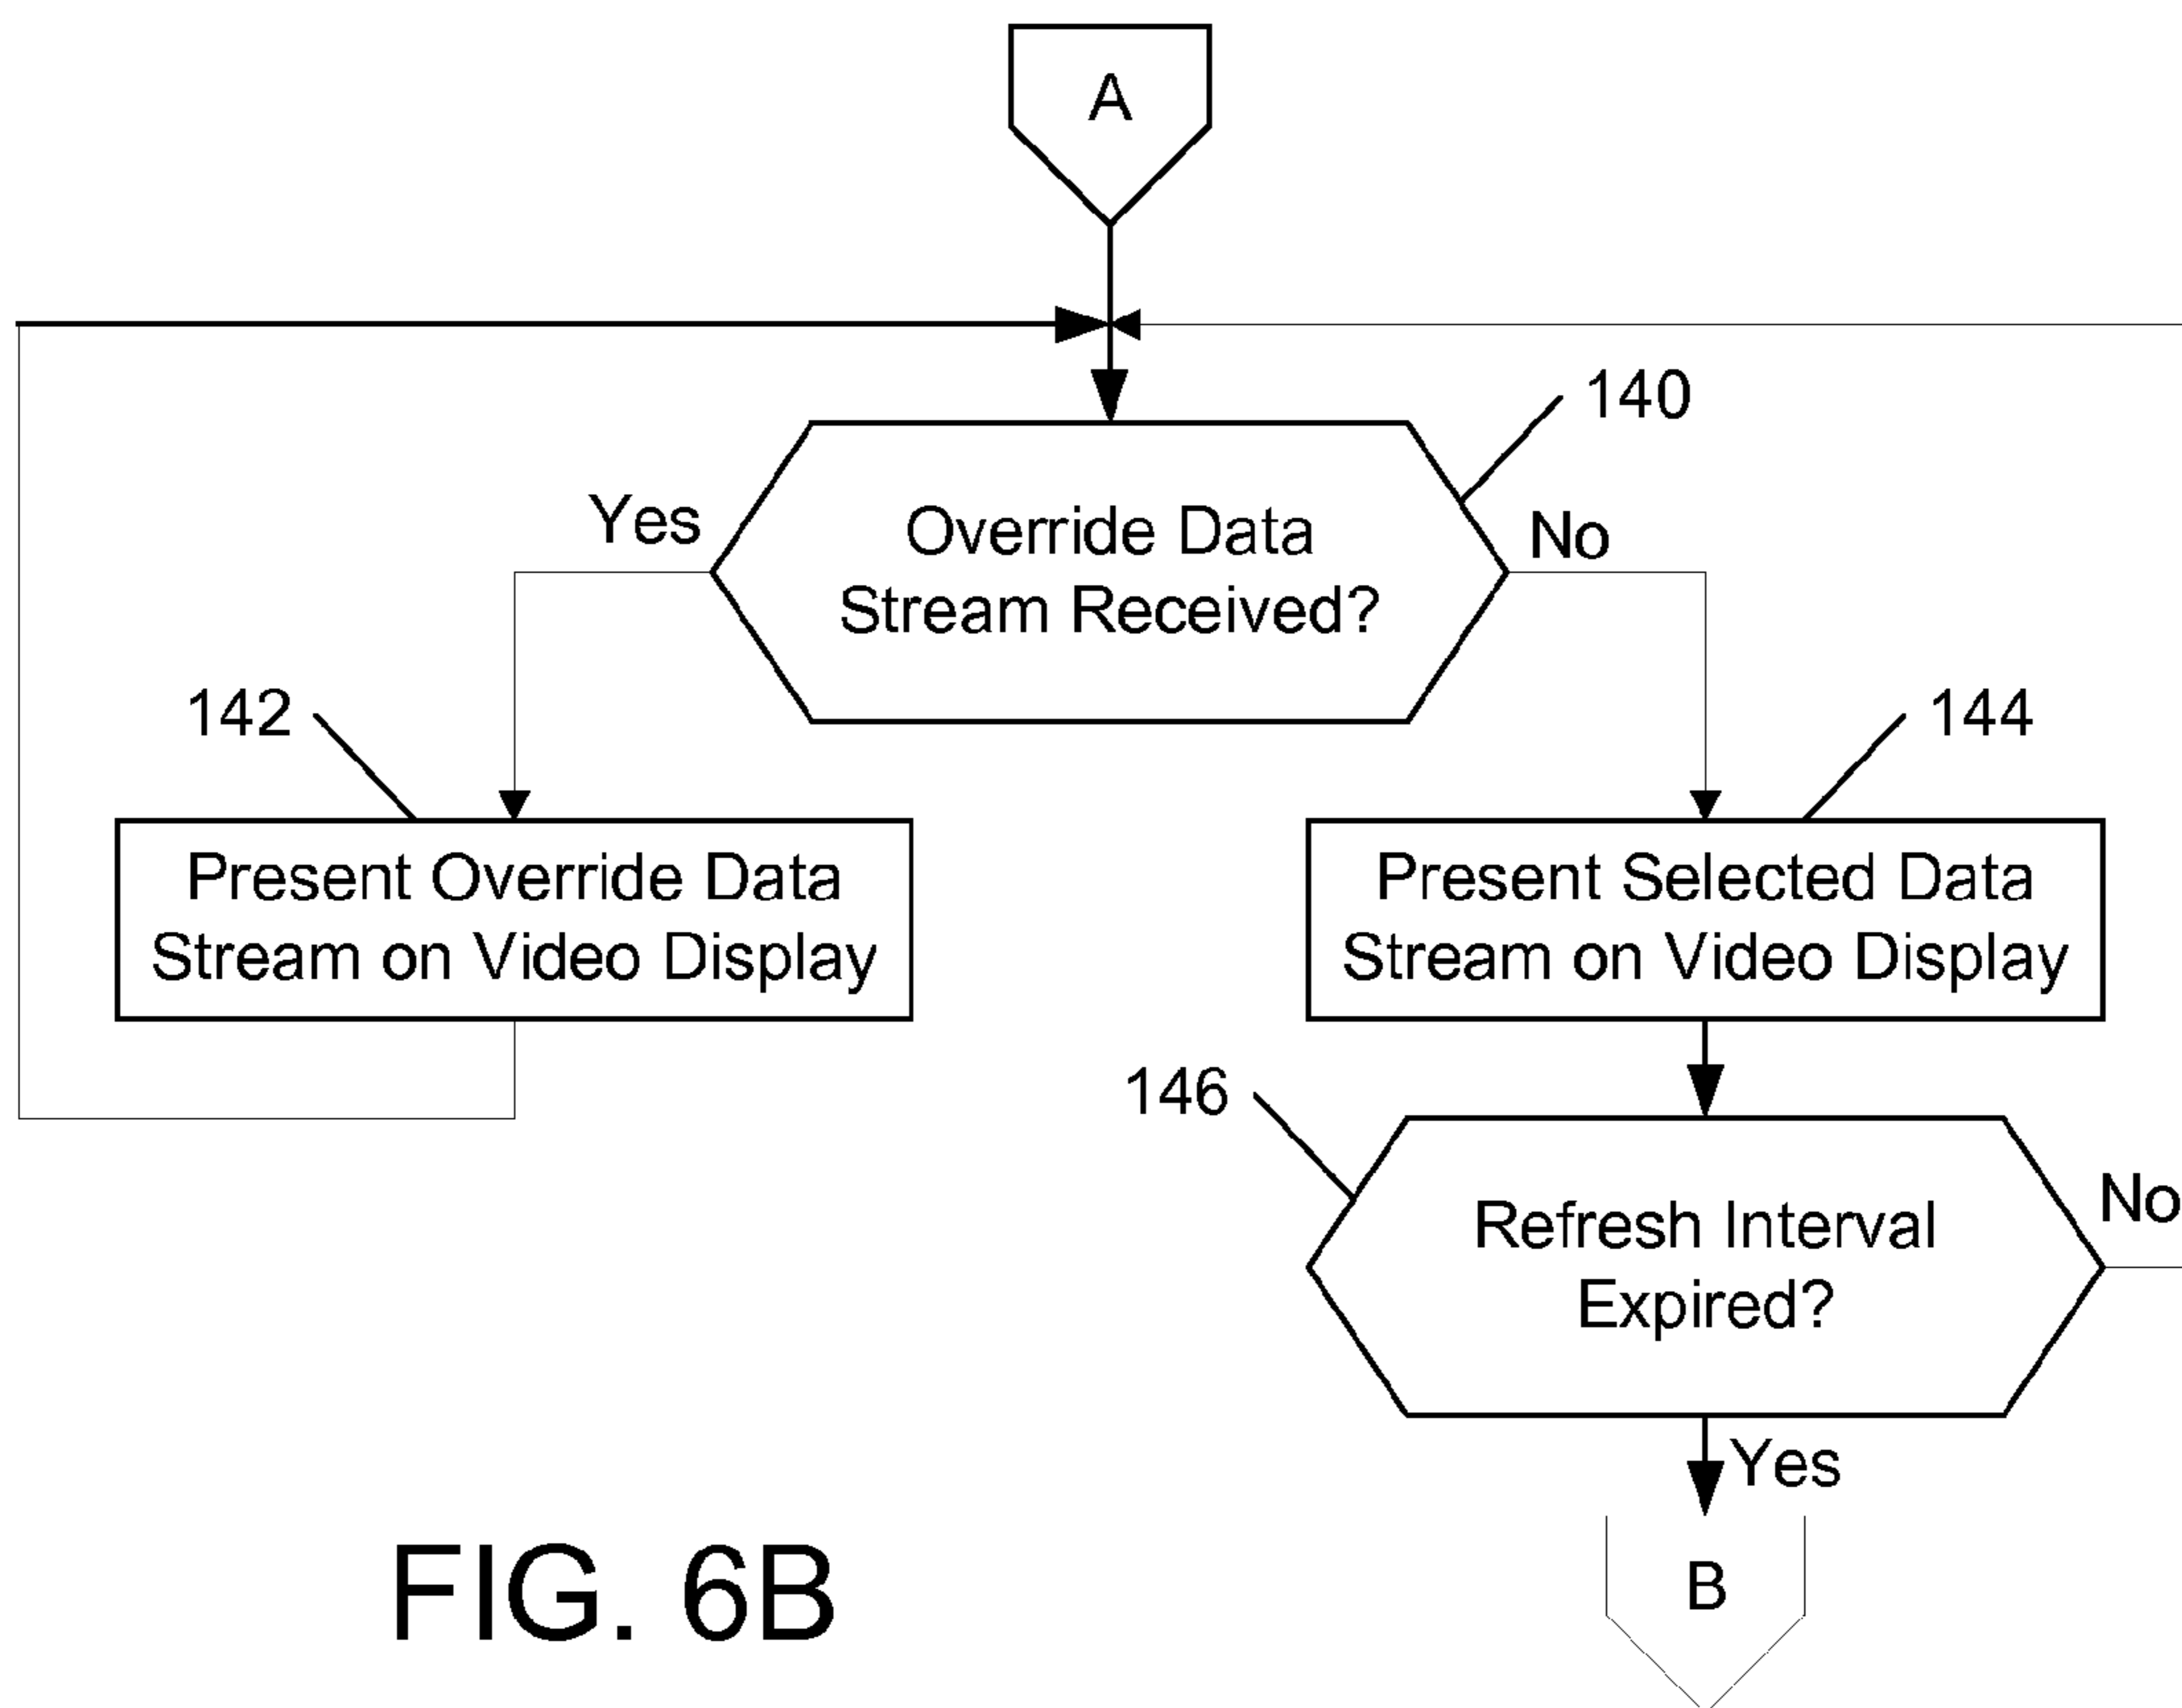 A
140
Yes
Override Data
Stream Received?
No
142
144
Present Override Data
Stream on Video Display
Present Selected Data
Stream on Video Display
146
Refresh Interval
Expired?
No
Yes
B
FIG. 6B